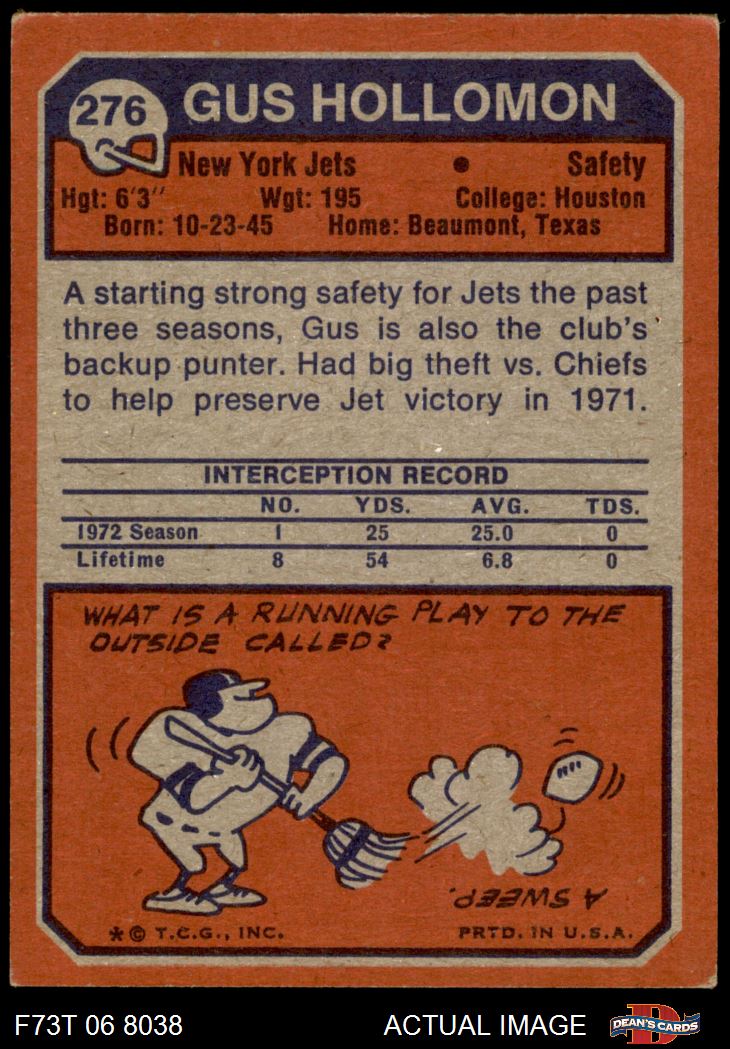 276 GUS HOLLOMON
New York Jets • Safety
Hgt: 6'3" Wgt: 195 College: Houston
Born: 10-23-45 Home: Beaumont, Texas
A starting strong safety for Jets the past
three seasons, Gus is also the club's
backup punter. Had big theft vs. Chiefs
to help preserve Jet victory in 1971.
INTERCEPTION RECORD
NO. YDS. AVG. TDS.
1972 Season 1 25 25.0 0
Lifetime 8 54 6.8 0
WHAT IS A RUNNING PLAY TO THE
OUTSIDE CALLED?
A SWEEP.
* © T.C.G., INC. PRTD. IN U.S.A.
F73T 06 8038 ACTUAL IMAGE DEAN'S CARDS